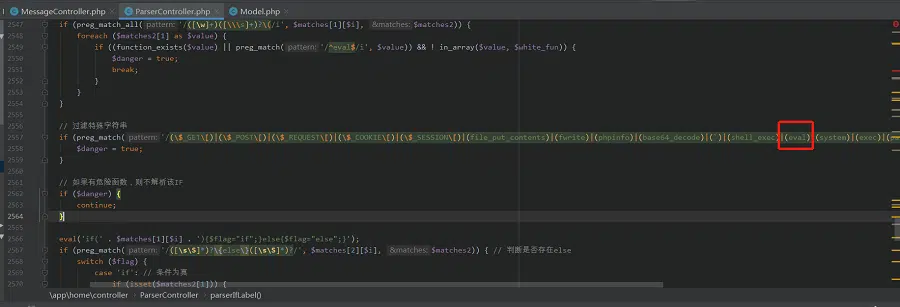 MessageController.php × ParserController.php × Model.php ×
2547 if (preg_match_all( pattern: '/([\w]+)([\\\s]+)?\(/i', $matches[1][$i], &matches: $matches2)) {
2548 foreach ($matches2[1] as $value) {
2549 if ((function_exists($value) || preg_match( pattern: '/^eval$/i', $value)) && ! in_array($value, $white_fun)) {
2550 $danger = true;
2551 break;
2552 }
2553 }
2554 }
2555
2556 // 过滤特殊字符串
2557 if (preg_match( pattern: '/(\$_GET\[)|(\$_POST\[)|(\$_REQUEST\[)|(\$_COOKIE\[)|(\$_SESSION\[)|(file_put_contents)|(fwrite)|(phpinfo)|(base64_decode)|(`)|(shell_exec)|(eval)|(system)|(exec)|(
2558 $danger = true;
2559 }
2560
2561 // 如果有危险函数，则不解析该IF
2562 if ($danger) {
2563 continue;
2564 }
2565
2566 eval('if(' . $matches[1][$i] . '){$flag="if";}else{$flag="else";}');
2567 if (preg_match( pattern: '/([\s\S]*)?\{else\}([\s\S]*)?/', $matches[2][$i], &matches: $matches2)) { // 判断是否存在else
2568 switch ($flag) {
2569 case 'if': // 条件为真
2570 if (isset($matches2[1])) {
\app\home\controller › ParserController › parserIfLabel()